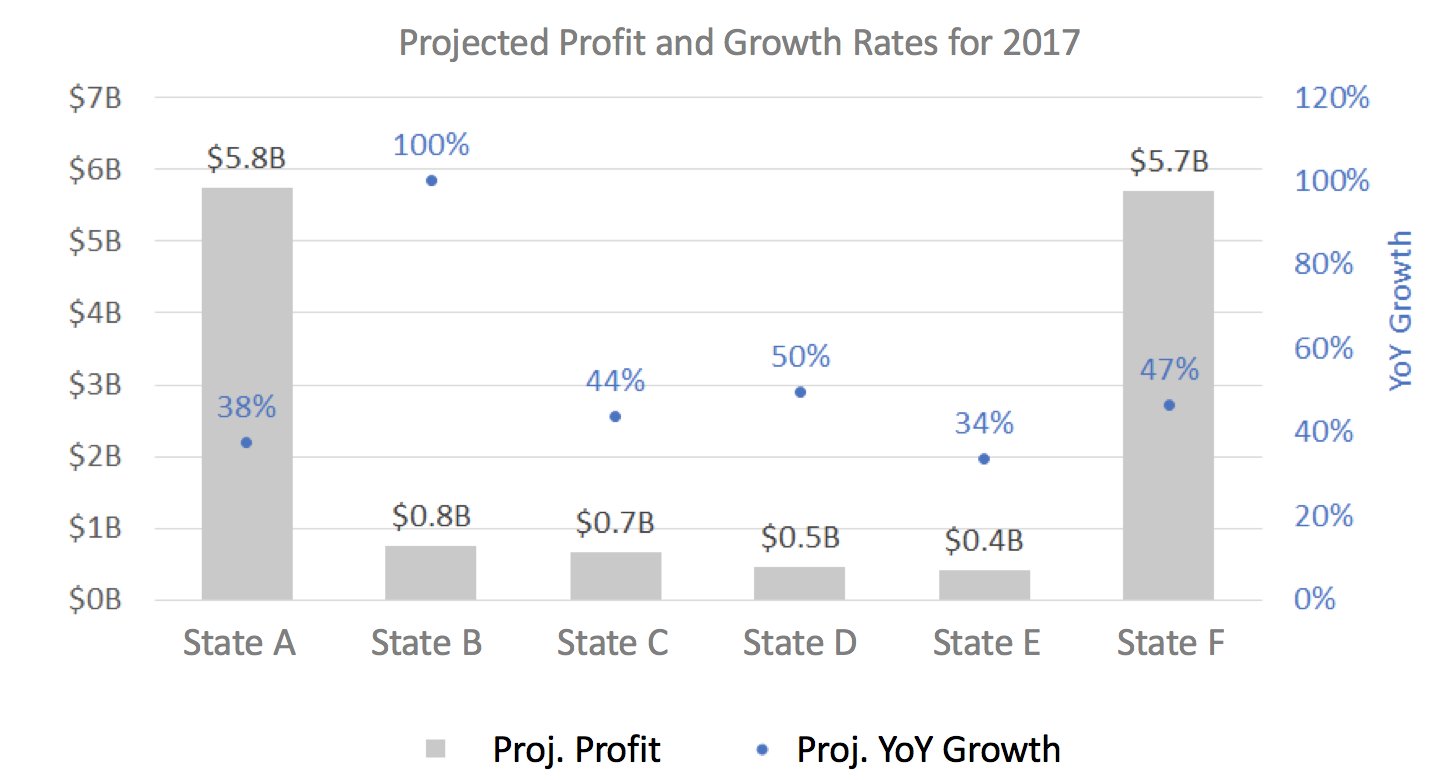 Projected Profit and Growth Rates for 2017
$7B
$6B
$5B
$4B
$3B
$2B
$1B
$0B
$5.8B
$0.8B
$0.7B
$0.5B
$0.4B
$5.7B
38%
100%
44%
50%
34%
47%
120%
100%
80%
60%
40%
20%
0%
YoY Growth
State A State B State C State D State E State F
Proj. Profit Proj. YoY Growth